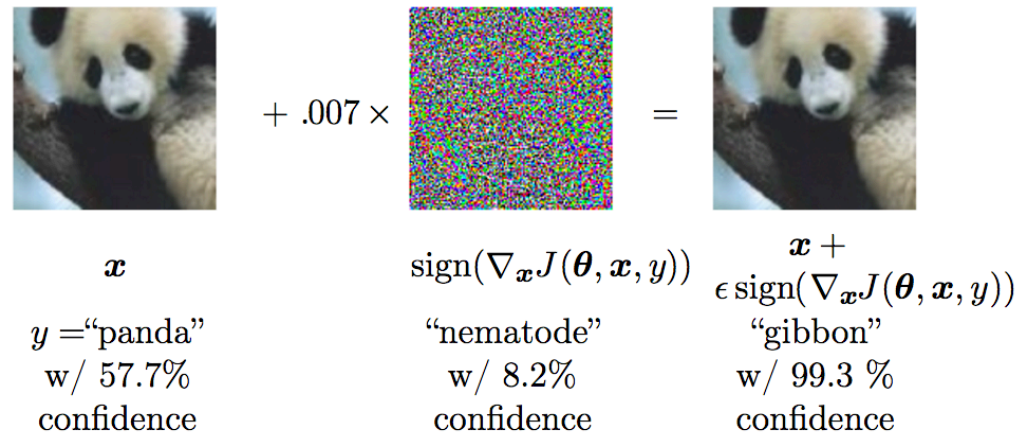 + .007 ×
=
x
sign(∇ₓJ(θ, x, y))
x +
ϵ sign(∇ₓJ(θ, x, y))
y =“panda”
w/ 57.7%
confidence
“nematode”
w/ 8.2%
confidence
“gibbon”
w/ 99.3 %
confidence